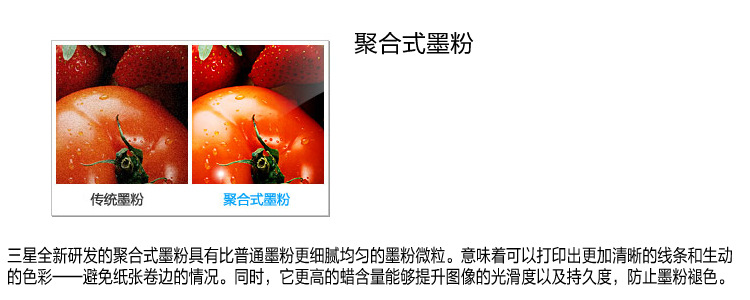 聚合式墨粉
传统墨粉
聚合式墨粉
三星全新研发的聚合式墨粉具有比普通墨粉更细腻均匀的墨粉微粒。意味着可以打印出更加清晰的线条和生动
的色彩——避免纸张卷边的情况。同时，它更高的蜡含量能够提升图像的光滑度以及持久度，防止墨粉褪色。